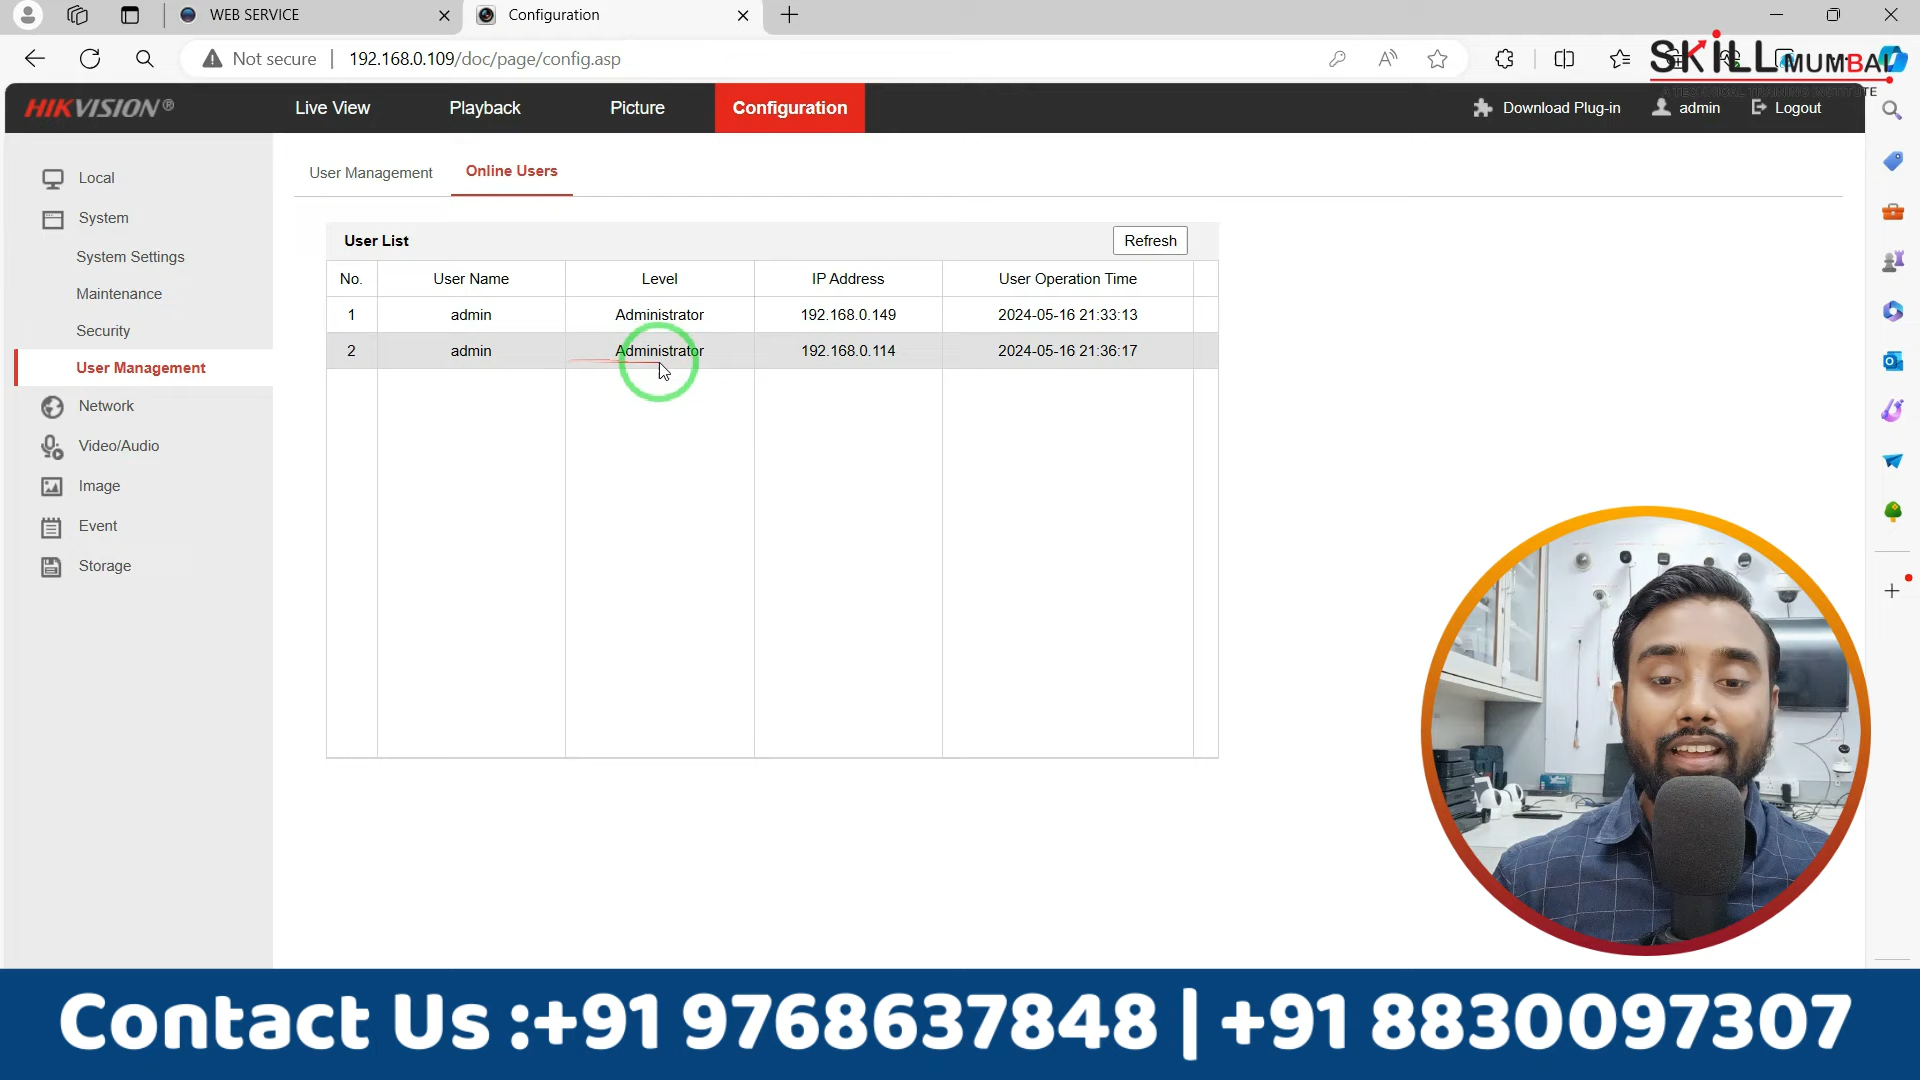 WEB SERVICE
Configuration
Not secure
192.168.0.109/doc/page/config.asp
SKILL MUMBAI
HIKVISION®
Live View
Playback
Picture
Configuration
Download Plug-in
admin
Logout
Local
System
System Settings
Maintenance
Security
User Management
Network
Video/Audio
Image
Event
Storage
User Management
Online Users
User List
Refresh
No. User Name Level IP Address User Operation Time
1 admin Administrator 192.168.0.149 2024-05-16 21:33:13
2 admin Administrator 192.168.0.114 2024-05-16 21:36:17
Contact Us :+91 9768637848 | +91 8830097307